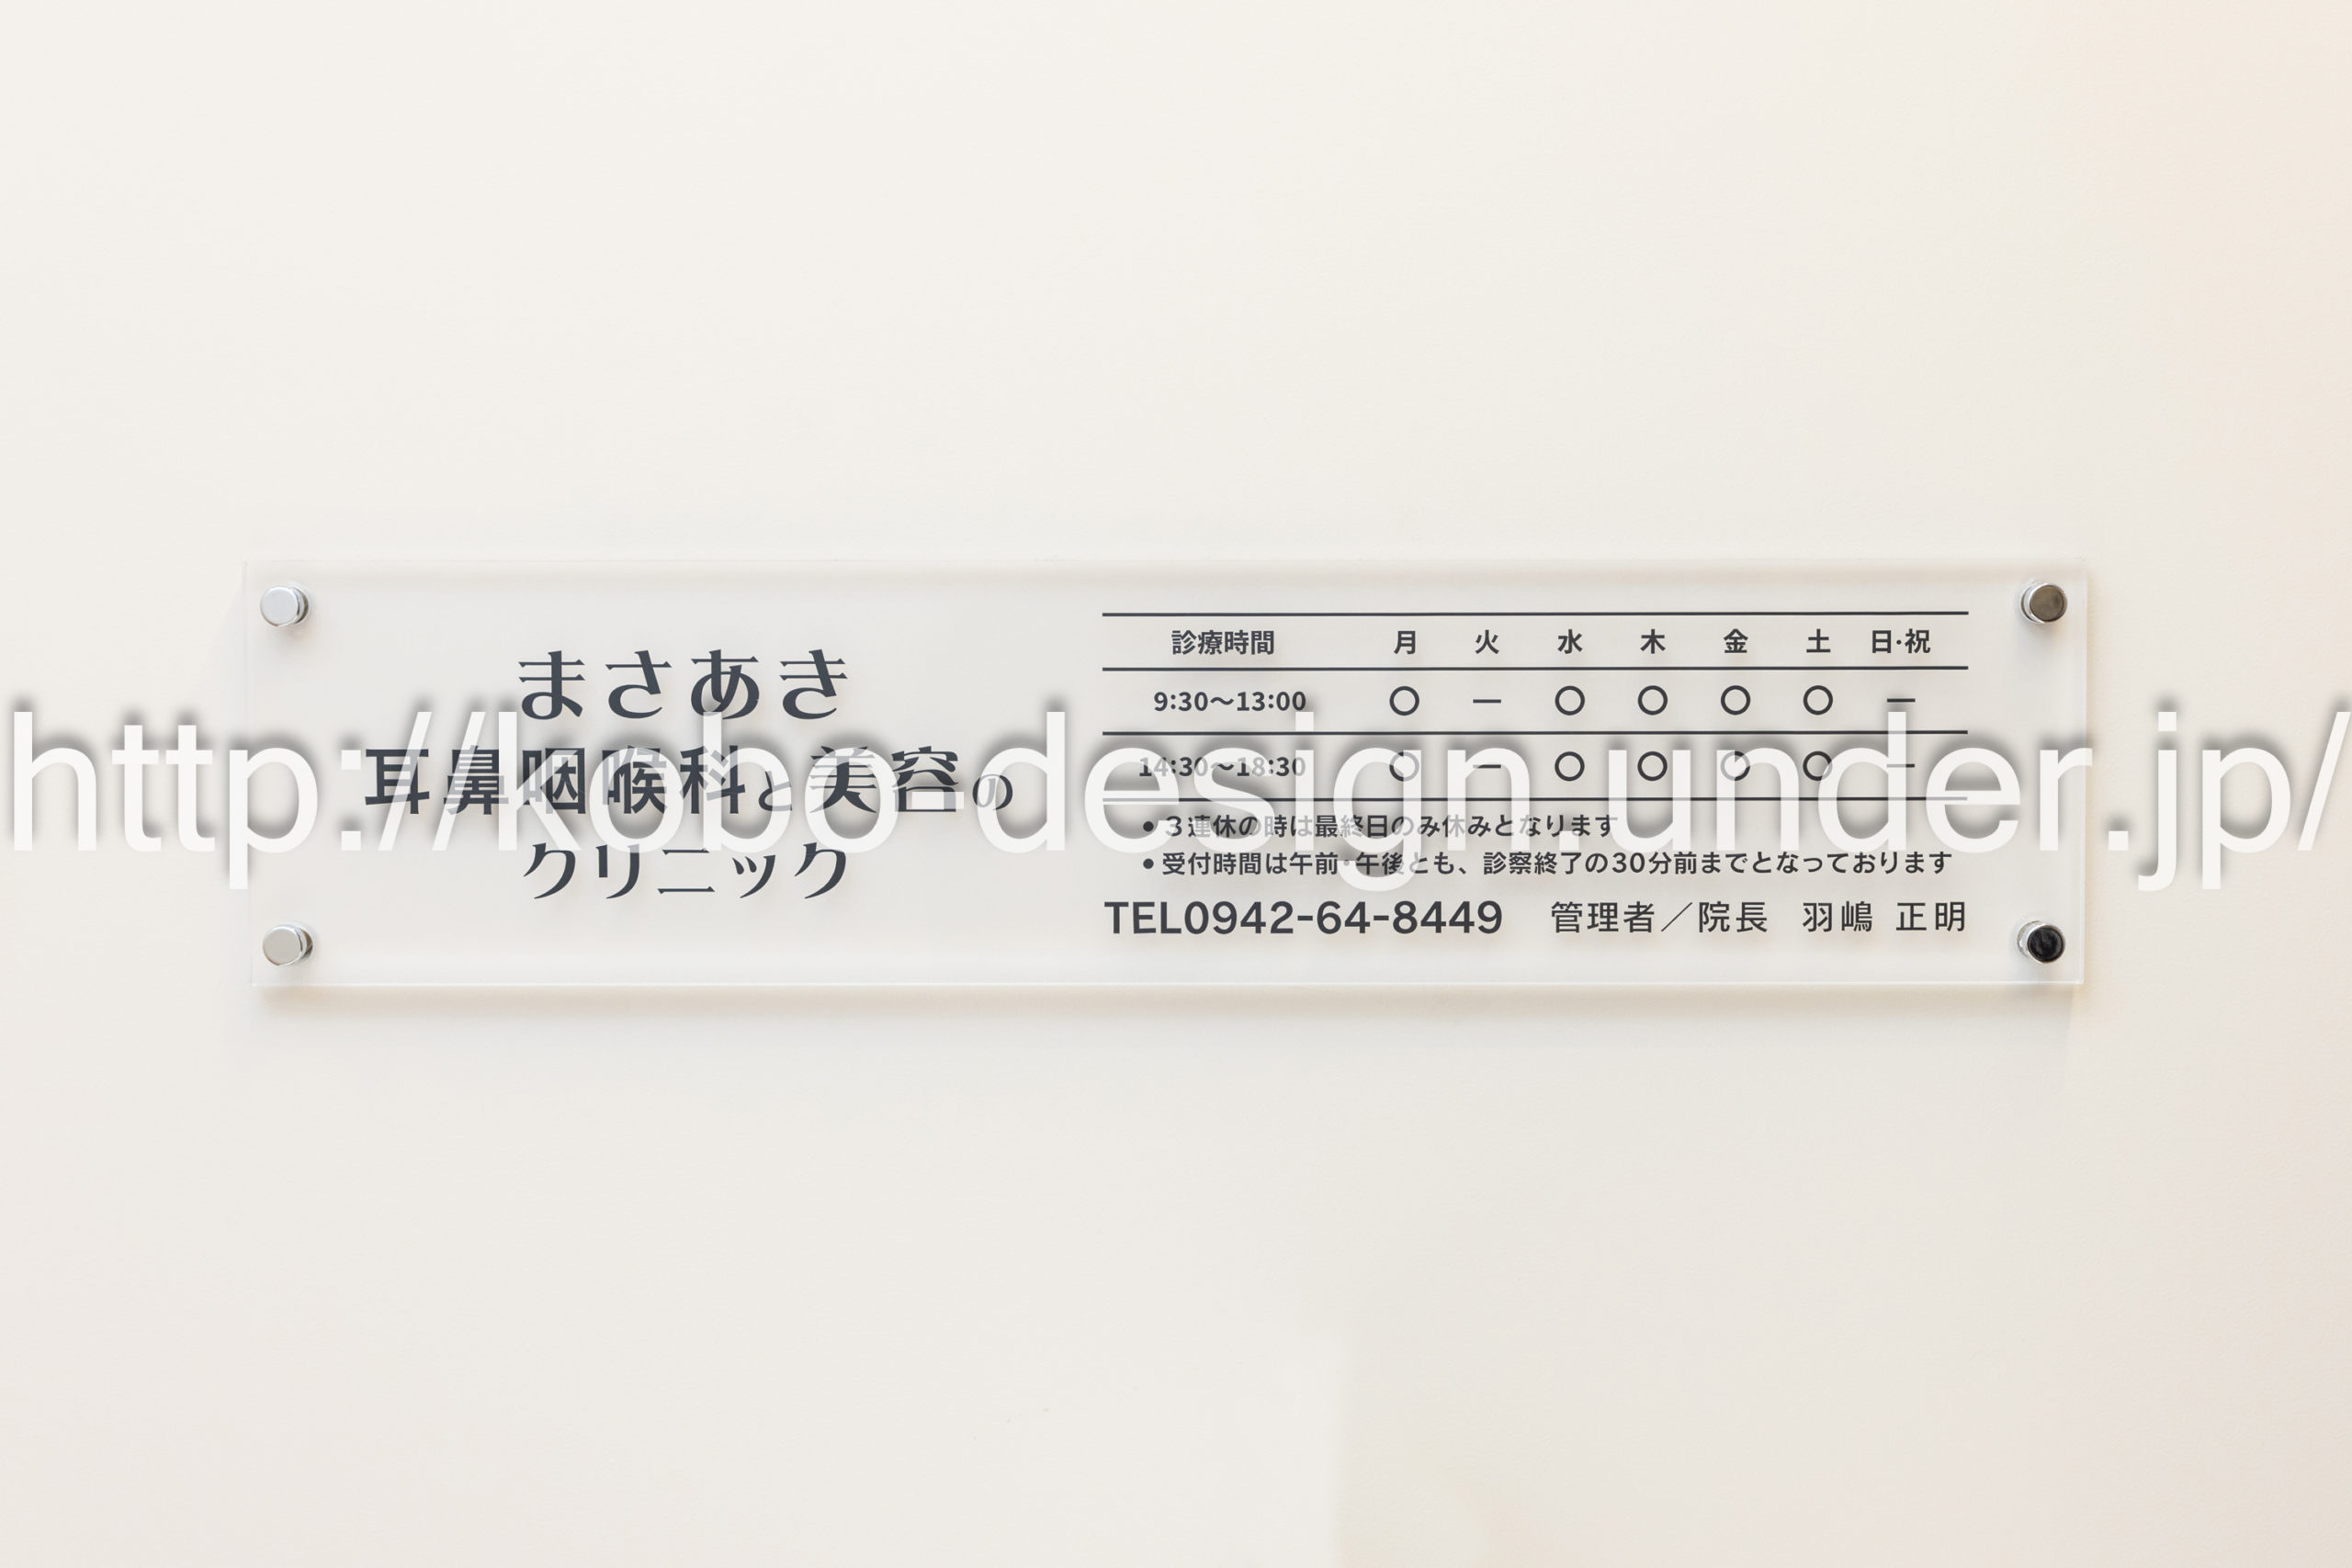 まさあき
耳鼻咽喉科と美容の
クリニック
診療時間 月 火 水 木 金 土 日·祝
9:30〜13:00 ○ ー ○ ○ ○ ○ ー
14:30〜18:30 ○ ー ○ ○ ○ ○ ー
• 3連休の時は最終日のみ休みとなります
• 受付時間は午前·午後とも、診察終了の30分前までとなっております
TEL0942-64-8449 管理者／院長 羽嶋 正明
http://kobo-design.under.jp/